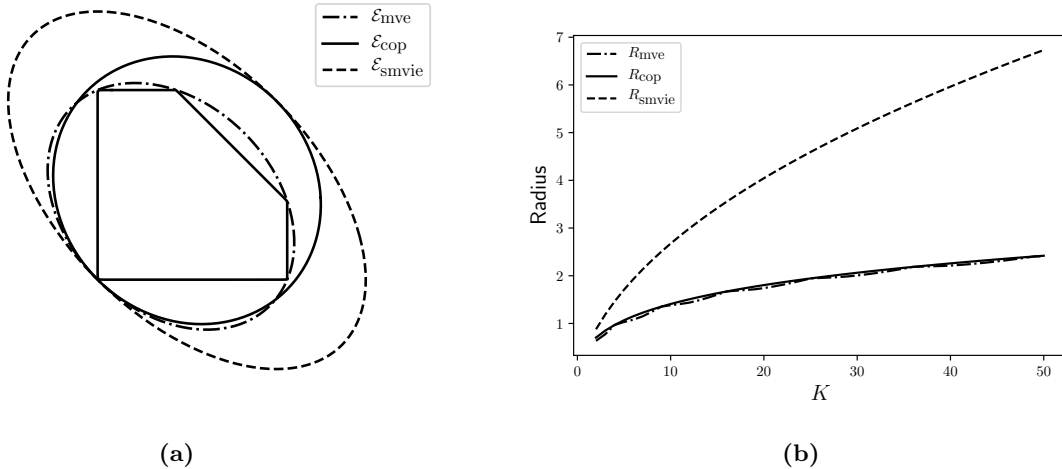 ℰmve
ℰcop
ℰsmvie
(a)
Rmve
Rcop
Rsmvie
Radius
7
6
5
4
3
2
1
0 10 20 30 40 50
K
(b)